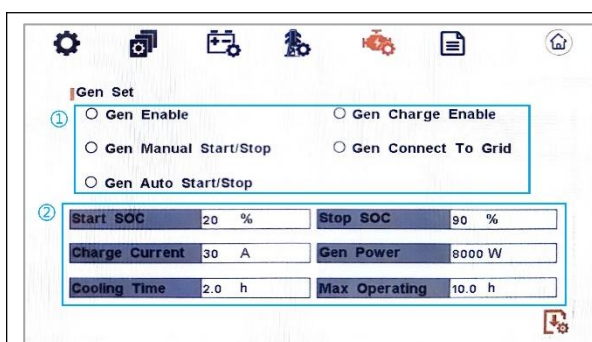 Gen Set
① Gen Enable Gen Charge Enable
Gen Manual Start/Stop Gen Connect To Grid
Gen Auto Start/Stop
② Start SOC 20 % Stop SOC 90 %
Charge Current 30 A Gen Power 8000 W
Cooling Time 2.0 h Max Operating 10.0 h